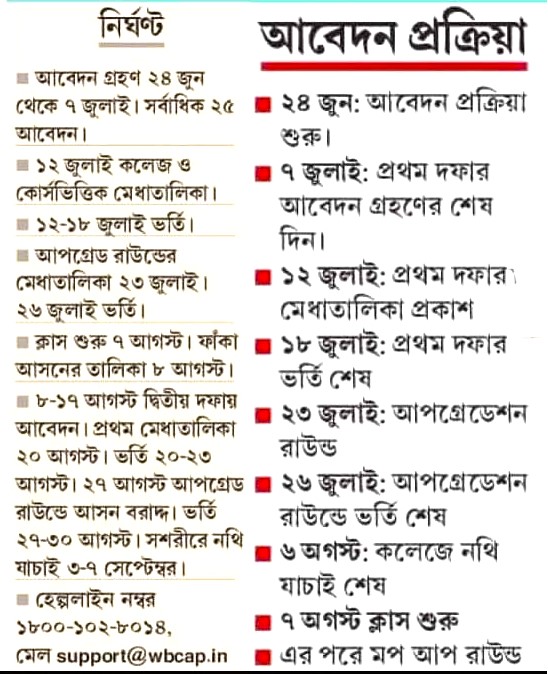 নির্ঘণ্ট
আবেদন গ্রহণ ২৪ জুন
থেকে ৭ জুলাই। সর্বাধিক ২৫
আবেদন।
১২ জুলাই কলেজ ও
কোর্সভিত্তিক মেধাতালিকা।
১২-১৮ জুলাই ভর্তি।
আপগ্রেড রাউন্ডের
মেধাতালিকা ২৩ জুলাই।
২৬ জুলাই ভর্তি।
ক্লাস শুরু ৭ আগস্ট। ফাঁকা
আসনের তালিকা ৮ আগস্ট।
৮-১৭ আগস্ট দ্বিতীয় দফায়
আবেদন। প্রথম মেধাতালিকা
২০ আগস্ট। ভর্তি ২০-২৩
আগস্ট। ২৭ আগস্ট আপগ্রেড
রাউন্ডে আসন বরাদ্দ। ভর্তি
২৭-৩০ আগস্ট। সশরীরে নথি
যাচাই ৩-৭ সেপ্টেম্বর।
হেল্পলাইন নম্বর
১৮০০-১০২-৮০১৪,
মেল support@wbcap.in
আবেদন প্রক্রিয়া
২৪ জুন: আবেদন প্রক্রিয়া
শুরু।
৭ জুলাই: প্রথম দফার
আবেদন গ্রহণের শেষ
দিন।
১২ জুলাই: প্রথম দফার
মেধাতালিকা প্রকাশ
১৮ জুলাই: প্রথম দফার
ভর্তি শেষ
২৩ জুলাই: আপগ্রেডেশন
রাউন্ড
২৬ জুলাই: আপগ্রেডেশন
রাউন্ডে ভর্তি শেষ
৬ অগস্ট: কলেজে নথি
যাচাই শেষ
৭ অগস্ট ক্লাস শুরু
এর পরে মপ আপ রাউন্ড